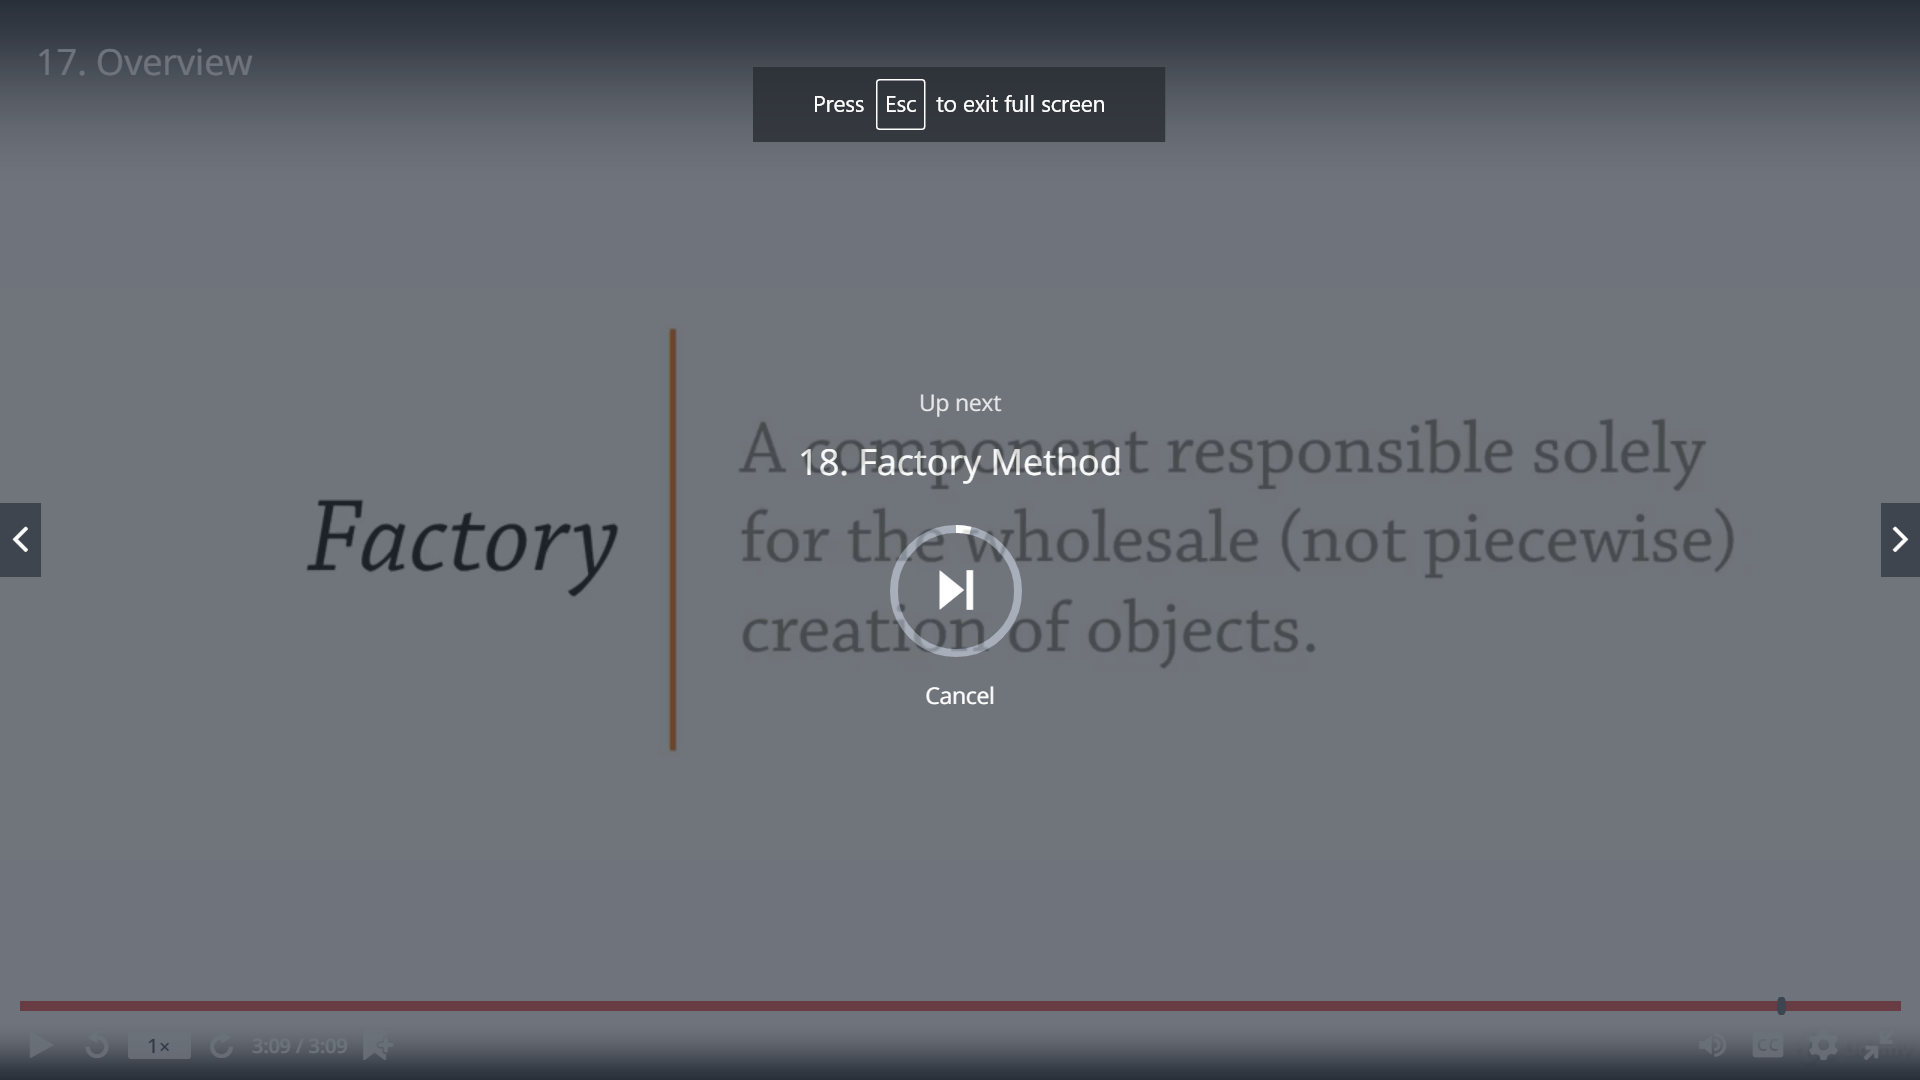 17. Overview
Press Esc to exit full screen
Up next
18. Factory Method
Factory
A component responsible solely
for the wholesale (not piecewise)
creation of objects.
Cancel
1×
3:09 / 3:09
CC